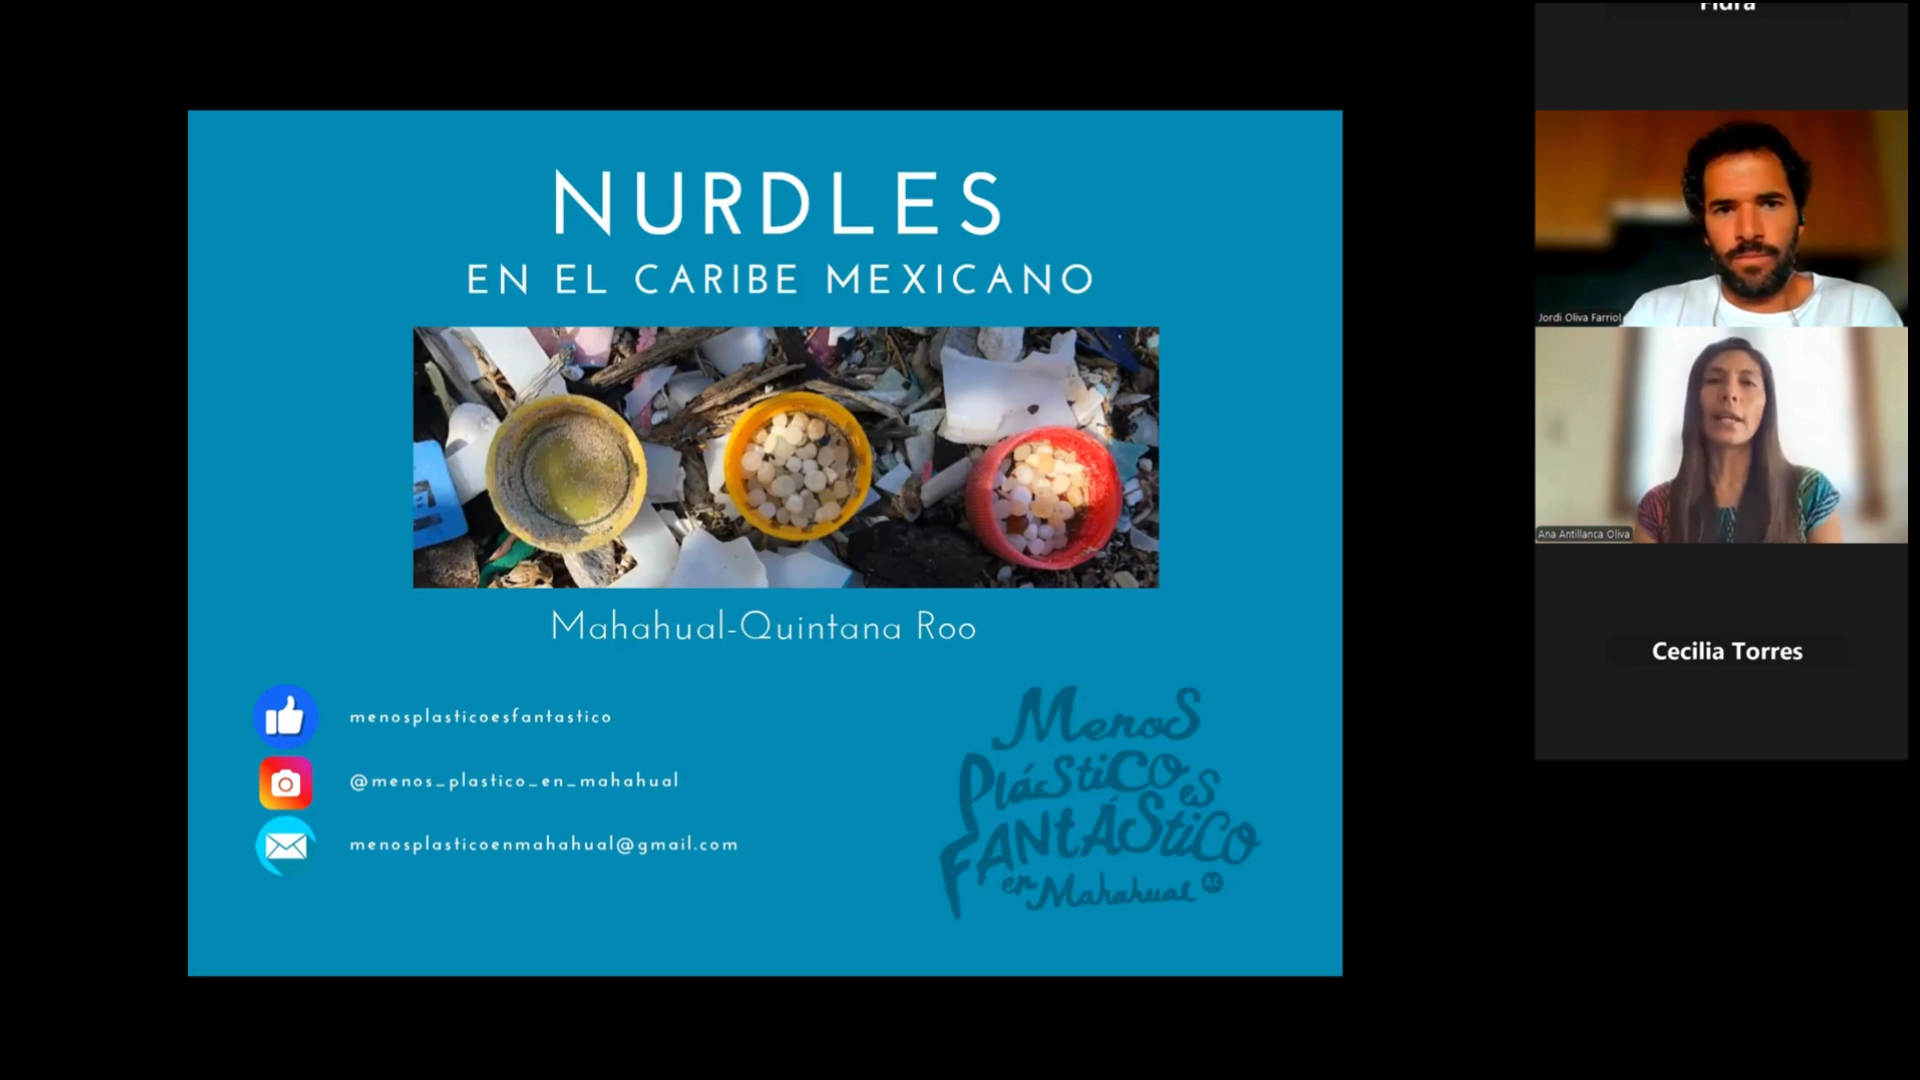 NURDLES
EN EL CARIBE MEXICANO
Mahahual-Quintana Roo
menosplasticoesfantastico
@menos_plastico_en_mahahual
menosplasticoenmahahual@gmail.com
Menos
Plástico es
FANtÁStiCo
en Mahahual AC
Jordi Oliva Farriol
Ana Antillanca Oliva
Cecilia Torres